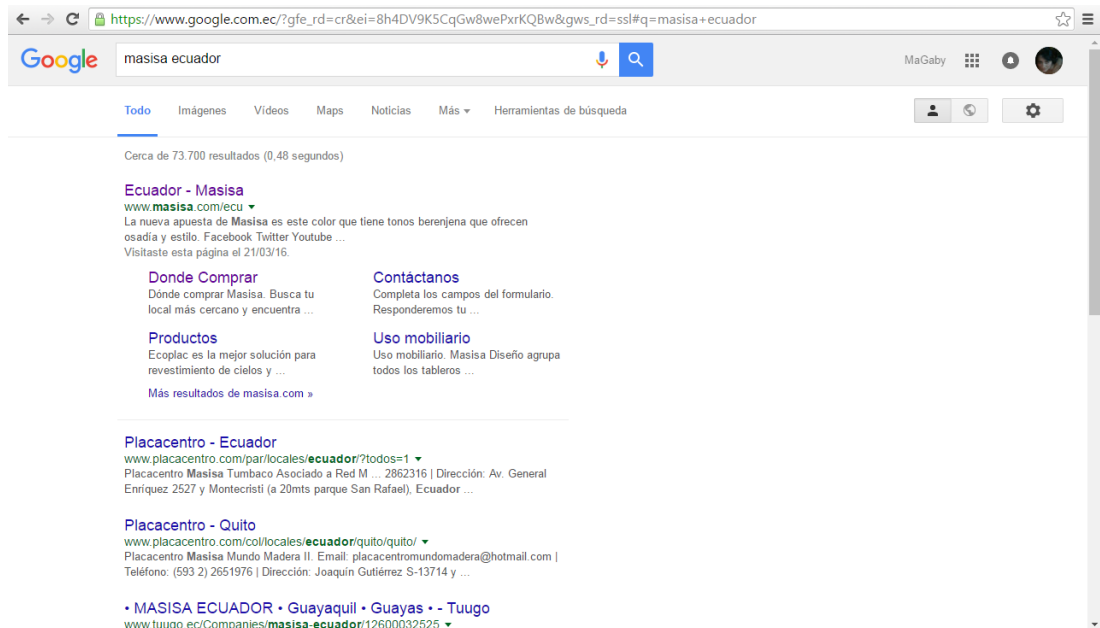 https://www.google.com.ec/?gfe_rd=cr&ei=8h4DV9K5CqGw8wePxrKQBw&gws_rd=ssl#q=masisa+ecuador
Google masisa ecuador MaGaby
Todo Imágenes Vídeos Maps Noticias Más Herramientas de búsqueda
Cerca de 73.700 resultados (0,48 segundos)
Ecuador - Masisa
www.masisa.com/ecu
La nueva apuesta de Masisa es este color que tiene tonos berenjena que ofrecen
osadía y estilo. Facebook Twitter Youtube ...
Visitaste esta página el 21/03/16.
Donde Comprar
Dónde comprar Masisa. Busca tu
local más cercano y encuentra ...
Contáctanos
Completa los campos del formulario.
Responderemos tu ...
Productos
Ecoplac es la mejor solución para
revestimiento de cielos y ...
Uso mobiliario
Uso mobiliario. Masisa Diseño agrupa
todos los tableros ...
Más resultados de masisa.com »
Placacentro - Ecuador
www.placacentro.com/par/locales/ecuador/?todos=1
Placacentro Masisa Tumbaco Asociado a Red M ... 2862316 | Dirección: Av. General
Enríquez 2527 y Montecristi (a 20mts parque San Rafael), Ecuador ...
Placacentro - Quito
www.placacentro.com/col/locales/ecuador/quito/quito/
Placacentro Masisa Mundo Madera II. Email: placacentromundomadera@hotmail.com |
Teléfono: (593 2) 2651976 | Dirección: Joaquín Gutiérrez S-13714 y ...
• MASISA ECUADOR • Guayaquil • Guayas • - Tuugo
www.tuugo.ec/Companies/masisa-ecuador/12600032525